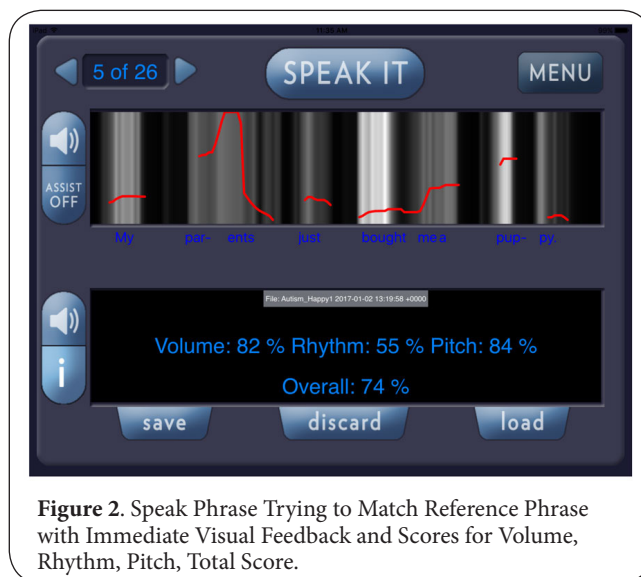 11:39 AM
5 of 26
SPEAK IT
MENU
ASSIST
OFF
My par- ents just bought me a pup- py.
File: Autism_Happy1 2017-01-02 13:19:58 +0000
i
Volume: 82 % Rhythm: 55 % Pitch: 84 %
Overall: 74 %
save discard load
Figure 2. Speak Phrase Trying to Match Reference Phrase
with Immediate Visual Feedback and Scores for Volume,
Rhythm, Pitch, Total Score.